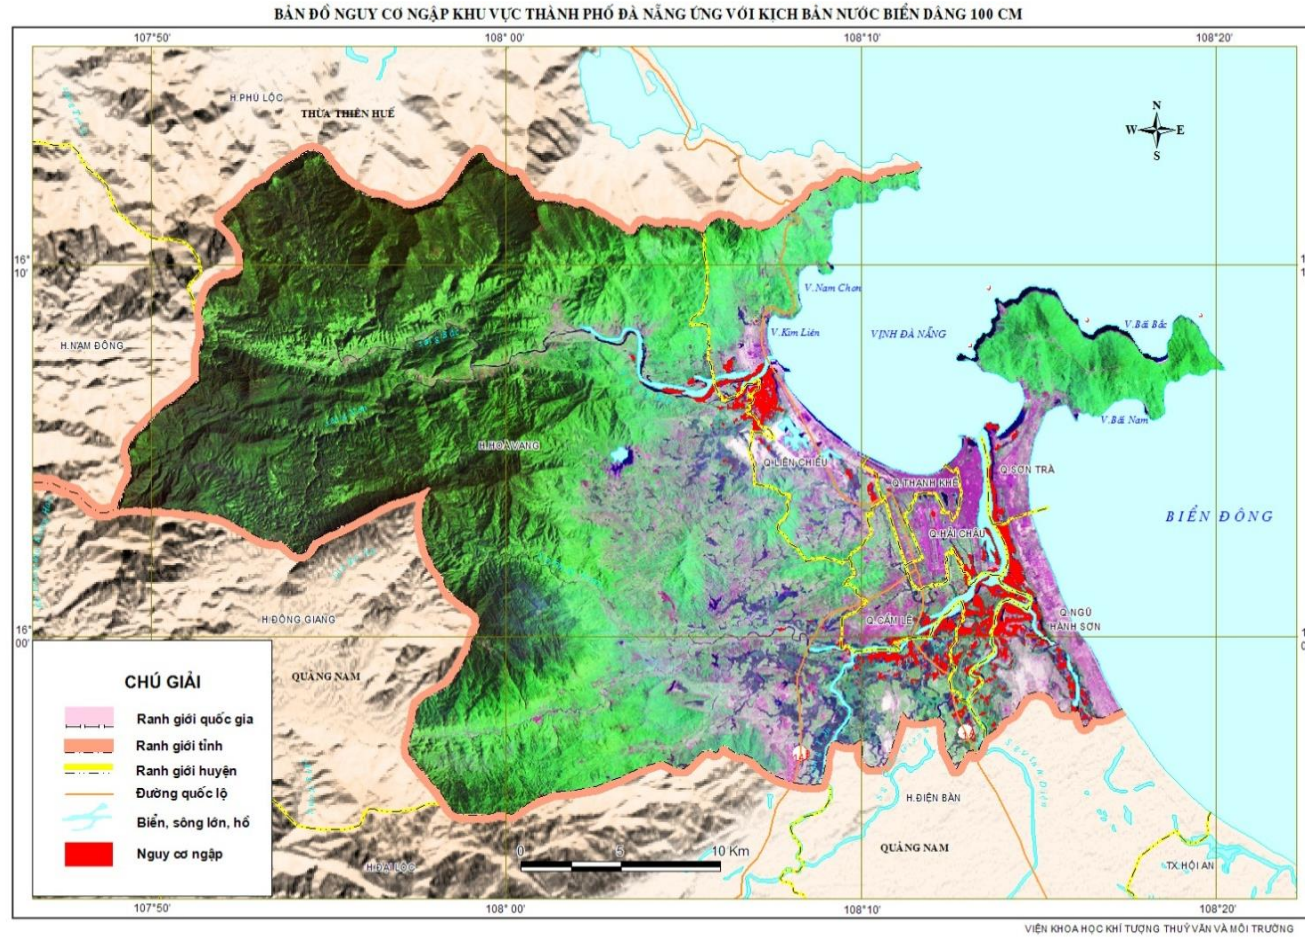 BẢN ĐỒ NGUY CƠ NGẬP KHU VỰC THÀNH PHỐ ĐÀ NẴNG ỨNG VỚI KỊCH BẢN NƯỚC BIỂN DÂNG 100 CM
107°50'
108° 00'
108°10'
108°20'
H.PHÚ LỘC
THỪA THIÊN HUẾ
N
W E
S
16°
10'
V.Nam Chơn
V.Kim Liên
VỊNH ĐÀ NẴNG
V.Bãi Bắc
H.NAM ĐÔNG
V.Bãi Nam
H.HOÀ VANG
Q.LIÊN CHIỂU
Q.SƠN TRÀ
Q.THANH KHÊ
BIỂN ĐÔNG
Q.HẢI CHÂU
H.ĐÔNG GIANG
Q.CẨM LỆ
Q.NGŨ
HÀNH SƠN
16°
00'
QUẢNG NAM
CHÚ GIẢI
Ranh giới quốc gia
Ranh giới tỉnh
Ranh giới huyện
Đường quốc lộ
Biển, sông lớn, hồ
Nguy cơ ngập
H.ĐIỆN BÀN
QUẢNG NAM
0 5 10 Km
H.ĐẠI LỘC
TX.HỘI AN
107°50'
108° 00'
108°10'
108°20'
VIỆN KHOA HỌC KHÍ TƯỢNG THUỶ VĂN VÀ MÔI TRƯỜNG